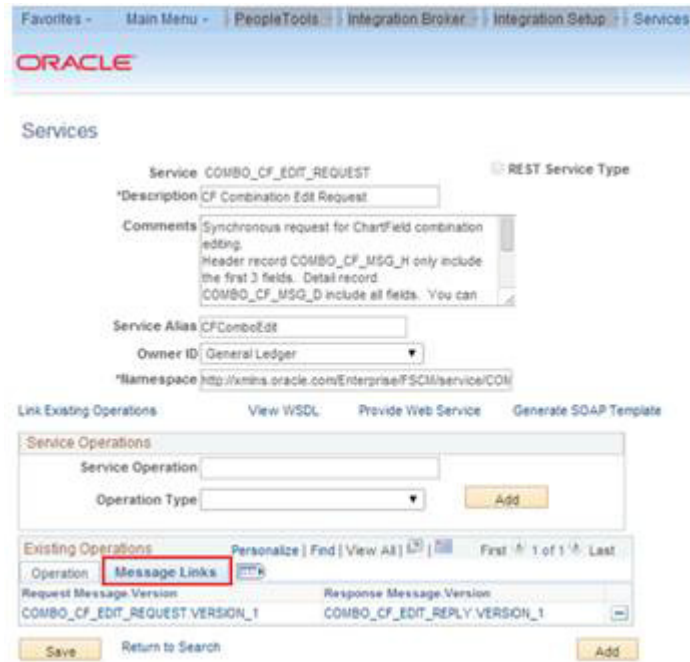 Favorites Main Menu PeopleTools Integration Broker Integration Setup Services
ORACLE
Services
Service COMBO_CF_EDIT_REQUEST REST Service Type
*Description CF Combination Edit Request
Comments Synchronous request for ChartField combination
editing.
Header record COMBO_CF_MSG_H only include
the first 3 fields. Detail record
COMBO_CF_MSG_D include all fields. You can
Service Alias CFComboEdit
Owner ID General Ledger
*Namespace http://xmlns.oracle.com/Enterprise/FSCM/service/COM
Link Existing Operations View WSDL Provide Web Service Generate SOAP Template
Service Operations
Service Operation
Operation Type Add
Existing Operations Personalize | Find | View All | | First 1 of 1 Last
Operation Message Links
Request Message.Version Response Message.Version
COMBO_CF_EDIT_REQUEST.VERSION_1 COMBO_CF_EDIT_REPLY.VERSION_1
Save Return to Search Add